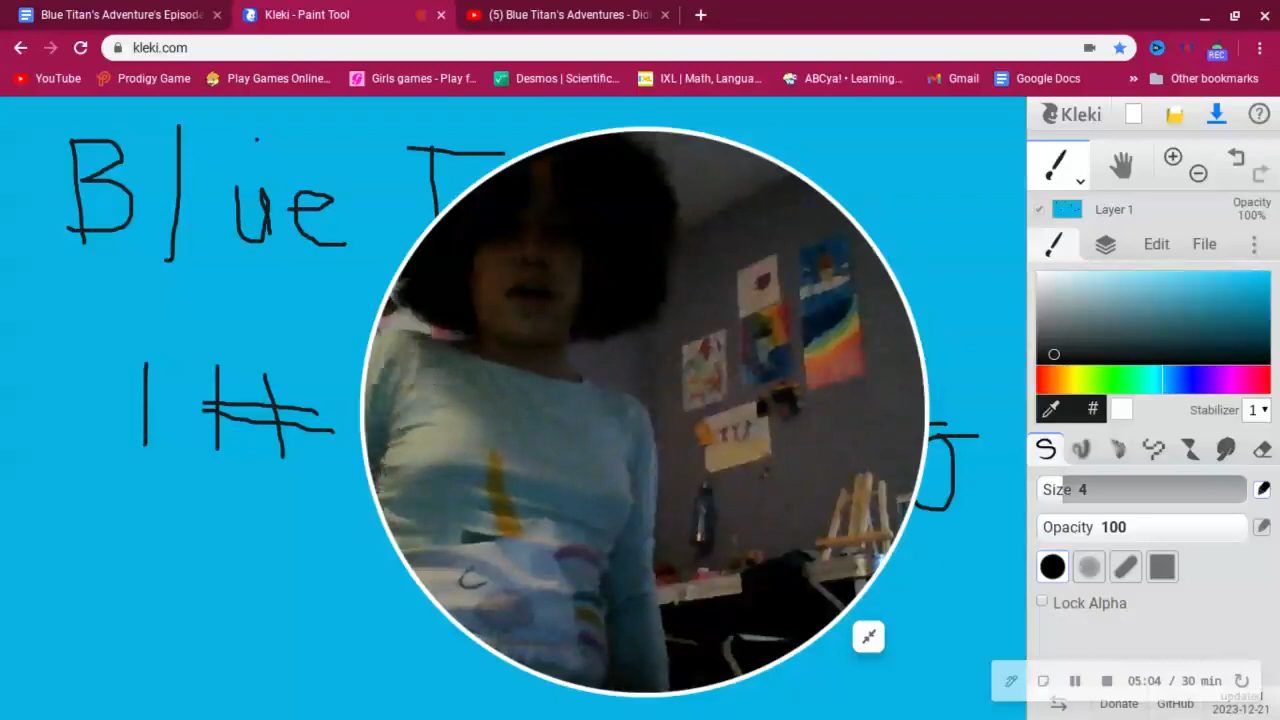 Blue Titan's Adventure's Episoda
Kleki - Paint Tool
(5) Blue Titan's Adventures - Did
kleki.com
REC
YouTube
Prodigy Game
Play Games Online...
Girls games - Play f...
Desmos | Scientific...
IXL | Math, Langua...
ABCya! • Learning...
Gmail
Google Docs
»
Other bookmarks
Kleki
Layer 1
Opacity
100%
Edit
File
#
Stabilizer
1
Size 4
Opacity 100
Lock Alpha
05:04 / 30 min
Donate
GitHub
updated
2023-12-21
Blue T